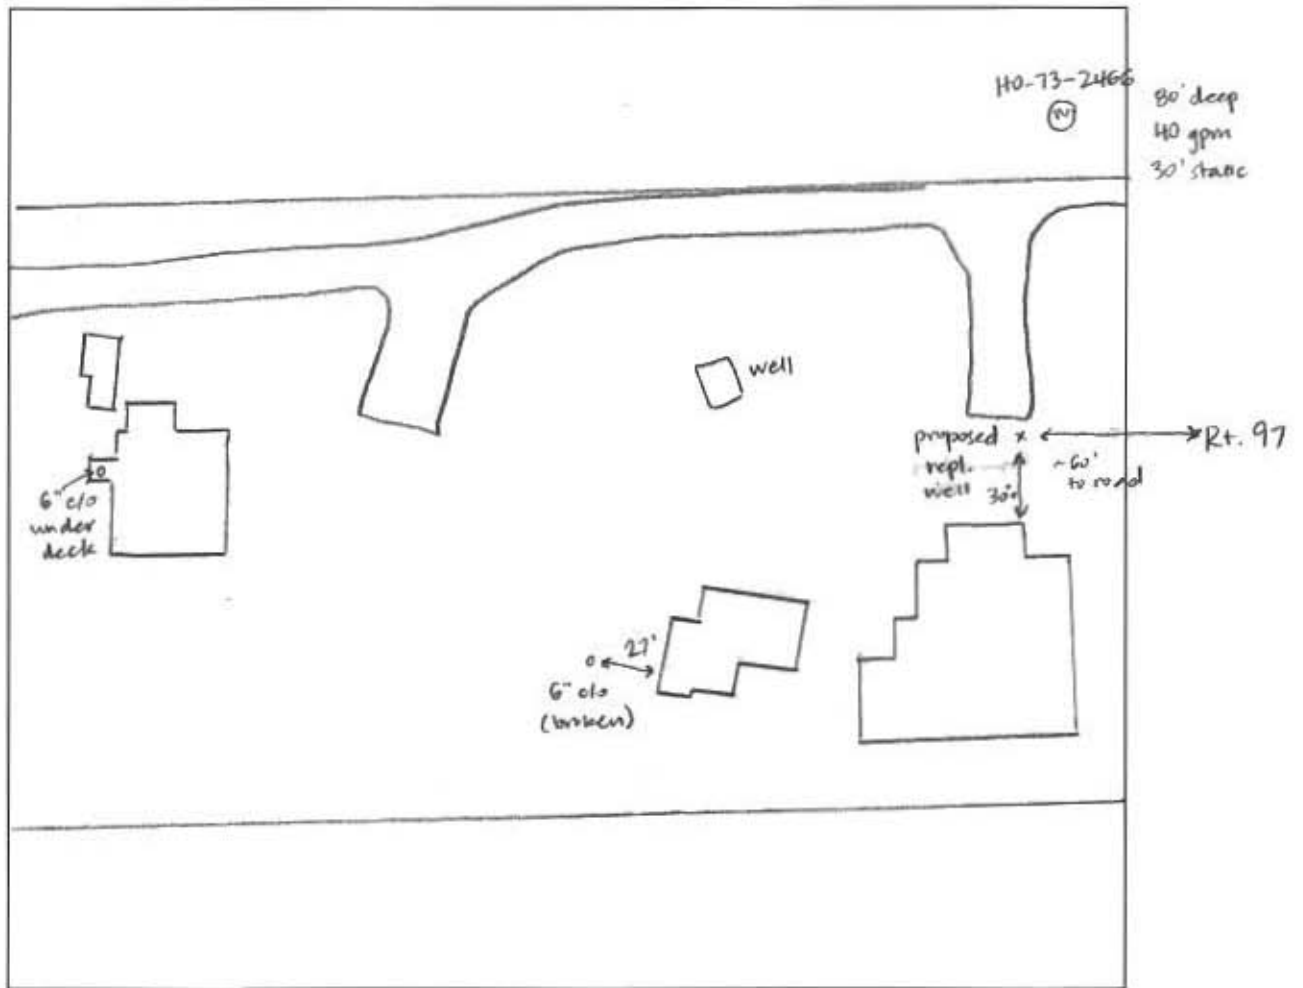 HO-73-2466
W
80' deep
40 gpm
30' static
well
proposed x
repl.
well
30'
Rt. 97
~60'
to road
6" c/o
under
deck
27'
6" c/o
(broken)